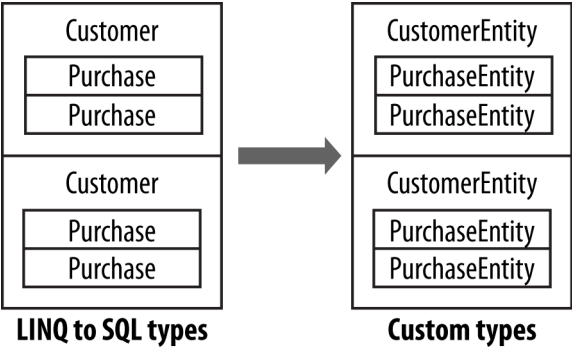 Customer
Purchase
Purchase
Customer
Purchase
Purchase
LINQ to SQL types
CustomerEntity
PurchaseEntity
PurchaseEntity
CustomerEntity
PurchaseEntity
PurchaseEntity
Custom types